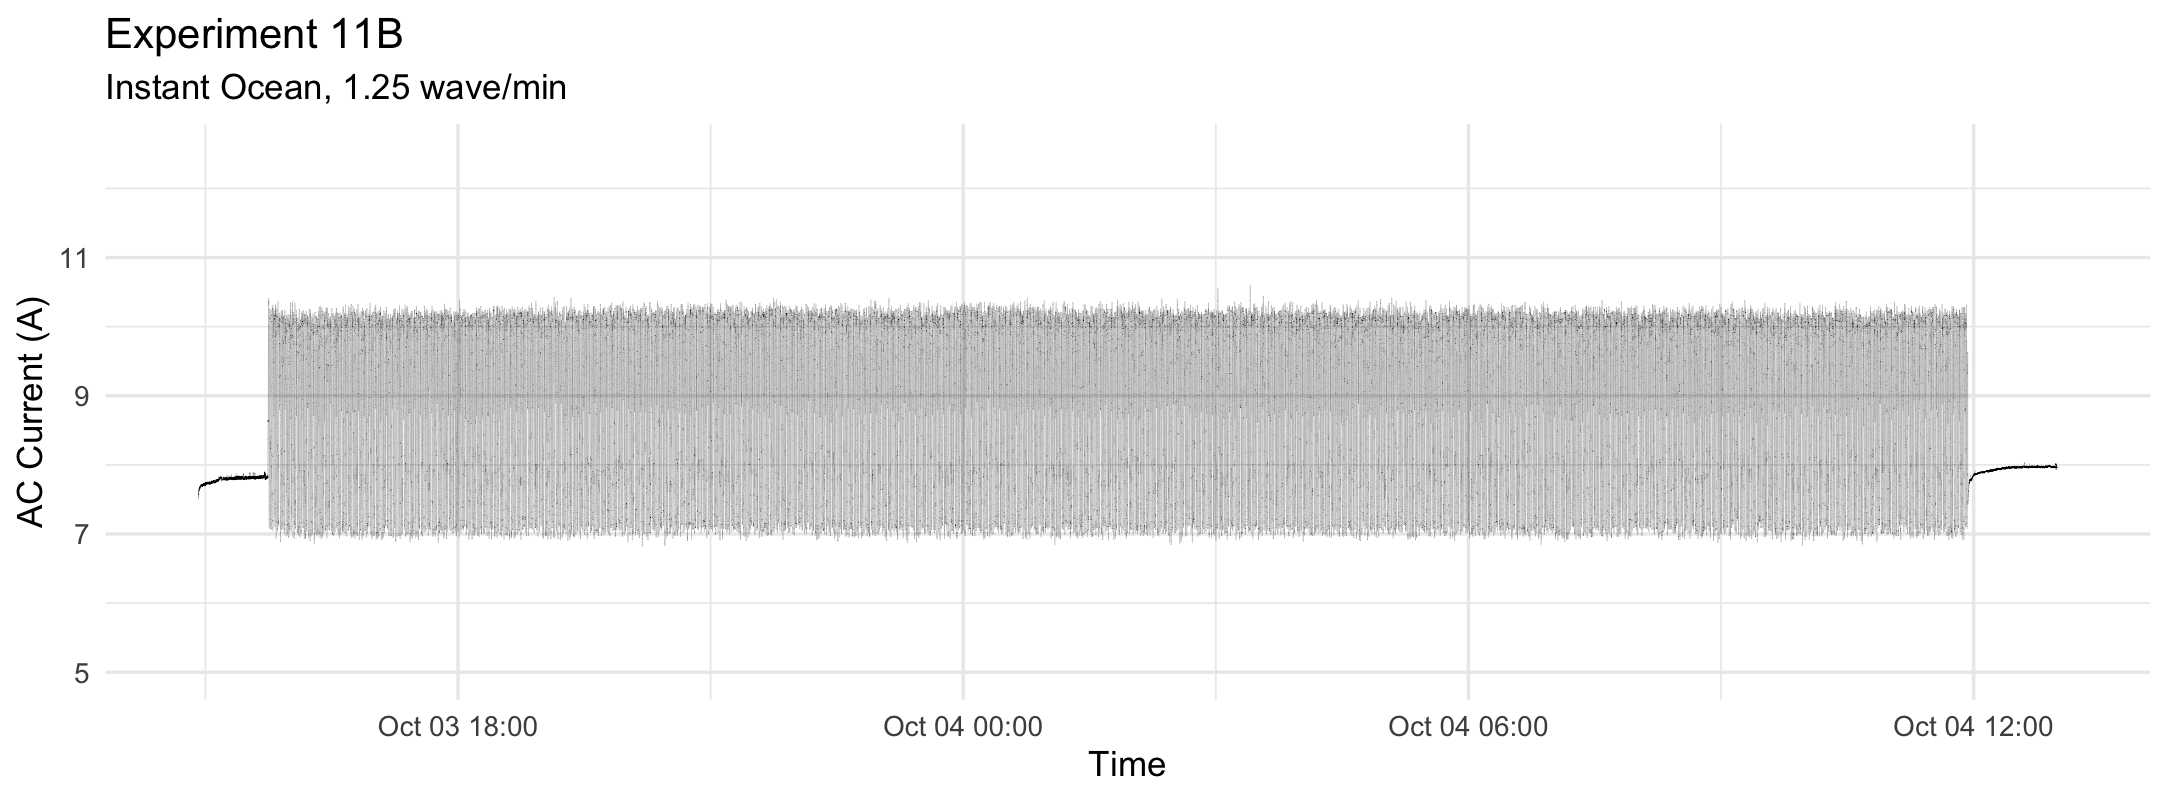 Experiment 11B
Instant Ocean, 1.25 wave/min
AC Current (A)
11
9
7
5
Oct 03 18:00 Oct 04 00:00 Oct 04 06:00 Oct 04 12:00
Time